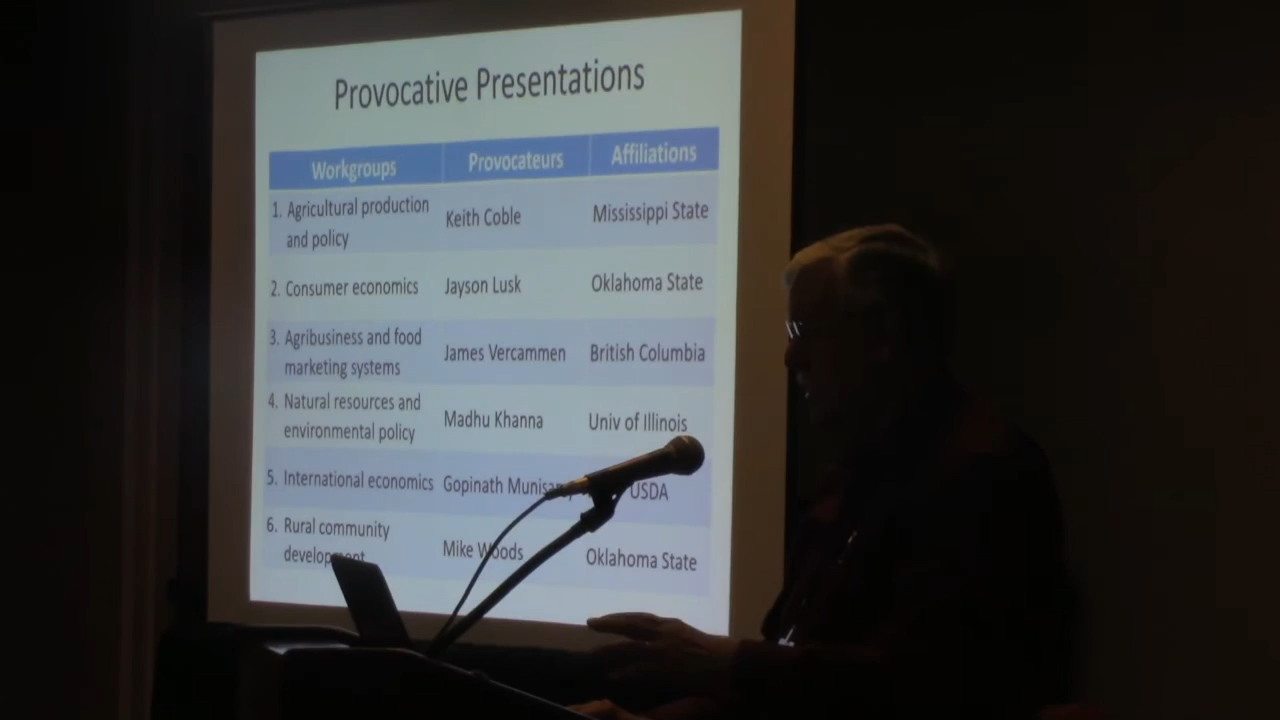 Provocative Presentations
Workgroups Provocateurs Affiliations
1. Agricultural production and policy Keith Coble Mississippi State
2. Consumer economics Jayson Lusk Oklahoma State
3. Agribusiness and food marketing systems James Vercammen British Columbia
4. Natural resources and environmental policy Madhu Khanna Univ of Illinois
5. International economics Gopinath USDA
6. Rural community development Mike Woods Oklahoma State